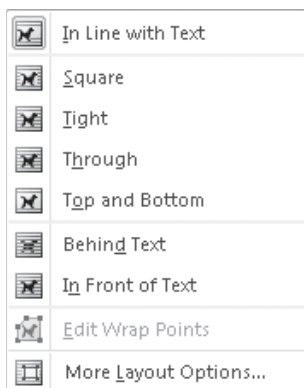 In Line with Text
Square
Tight
Through
Top and Bottom
Behind Text
In Front of Text
Edit Wrap Points
More Layout Options...